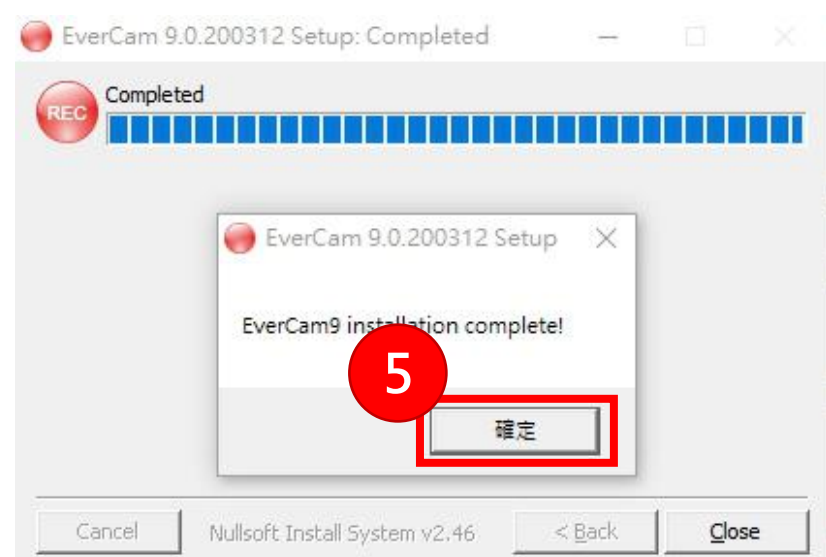 EverCam 9.0.200312 Setup: Completed
REC
Completed
EverCam 9.0.200312 Setup
EverCam9 installation complete!
5
確定
Cancel
Nullsoft Install System v2.46
< Back
Close